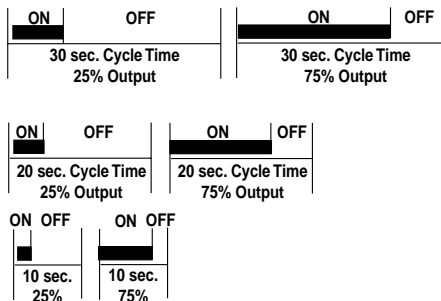 ON OFF ON OFF
30 sec. Cycle Time 30 sec. Cycle Time
25% Output 75% Output
ON OFF ON OFF
20 sec. Cycle Time 20 sec. Cycle Time
25% Output 75% Output
ON OFF ON OFF
10 sec. 10 sec.
25% 75%